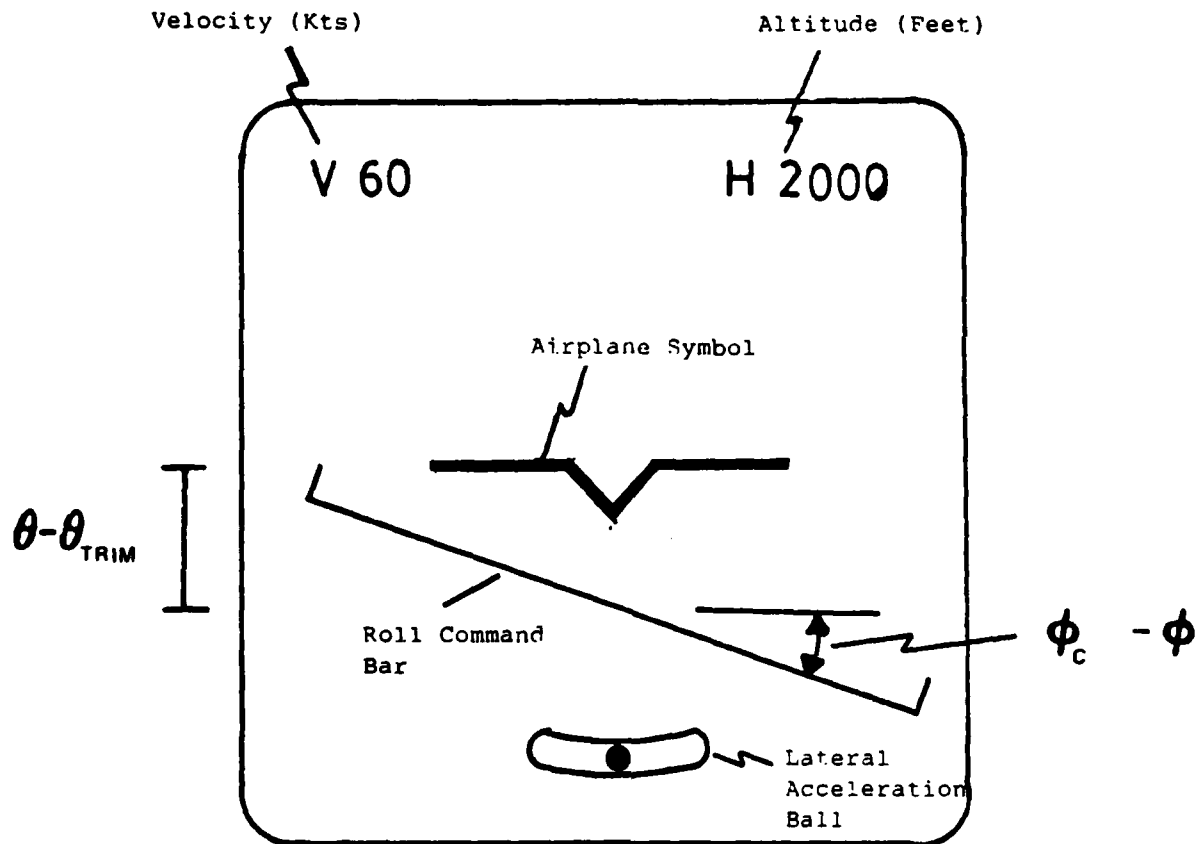 Velocity (Kts)
Altitude (Feet)
V 60
H 2000
Airplane Symbol
θ-θTRIM
Roll Command
Bar
ϕc - ϕ
Lateral
Acceleration
Ball